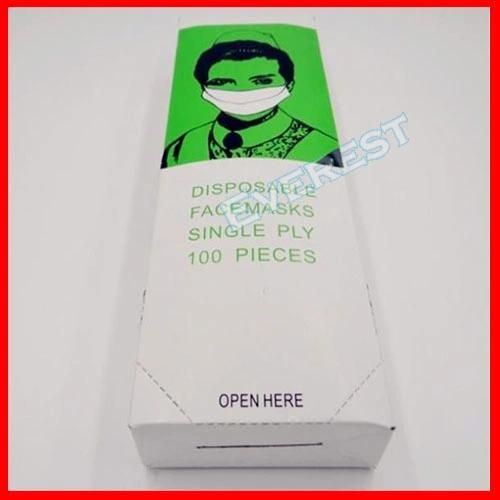 DISPOSABLE
FACEMASKS
SINGLE PLY
100 PIECES
EVEREST
OPEN HERE